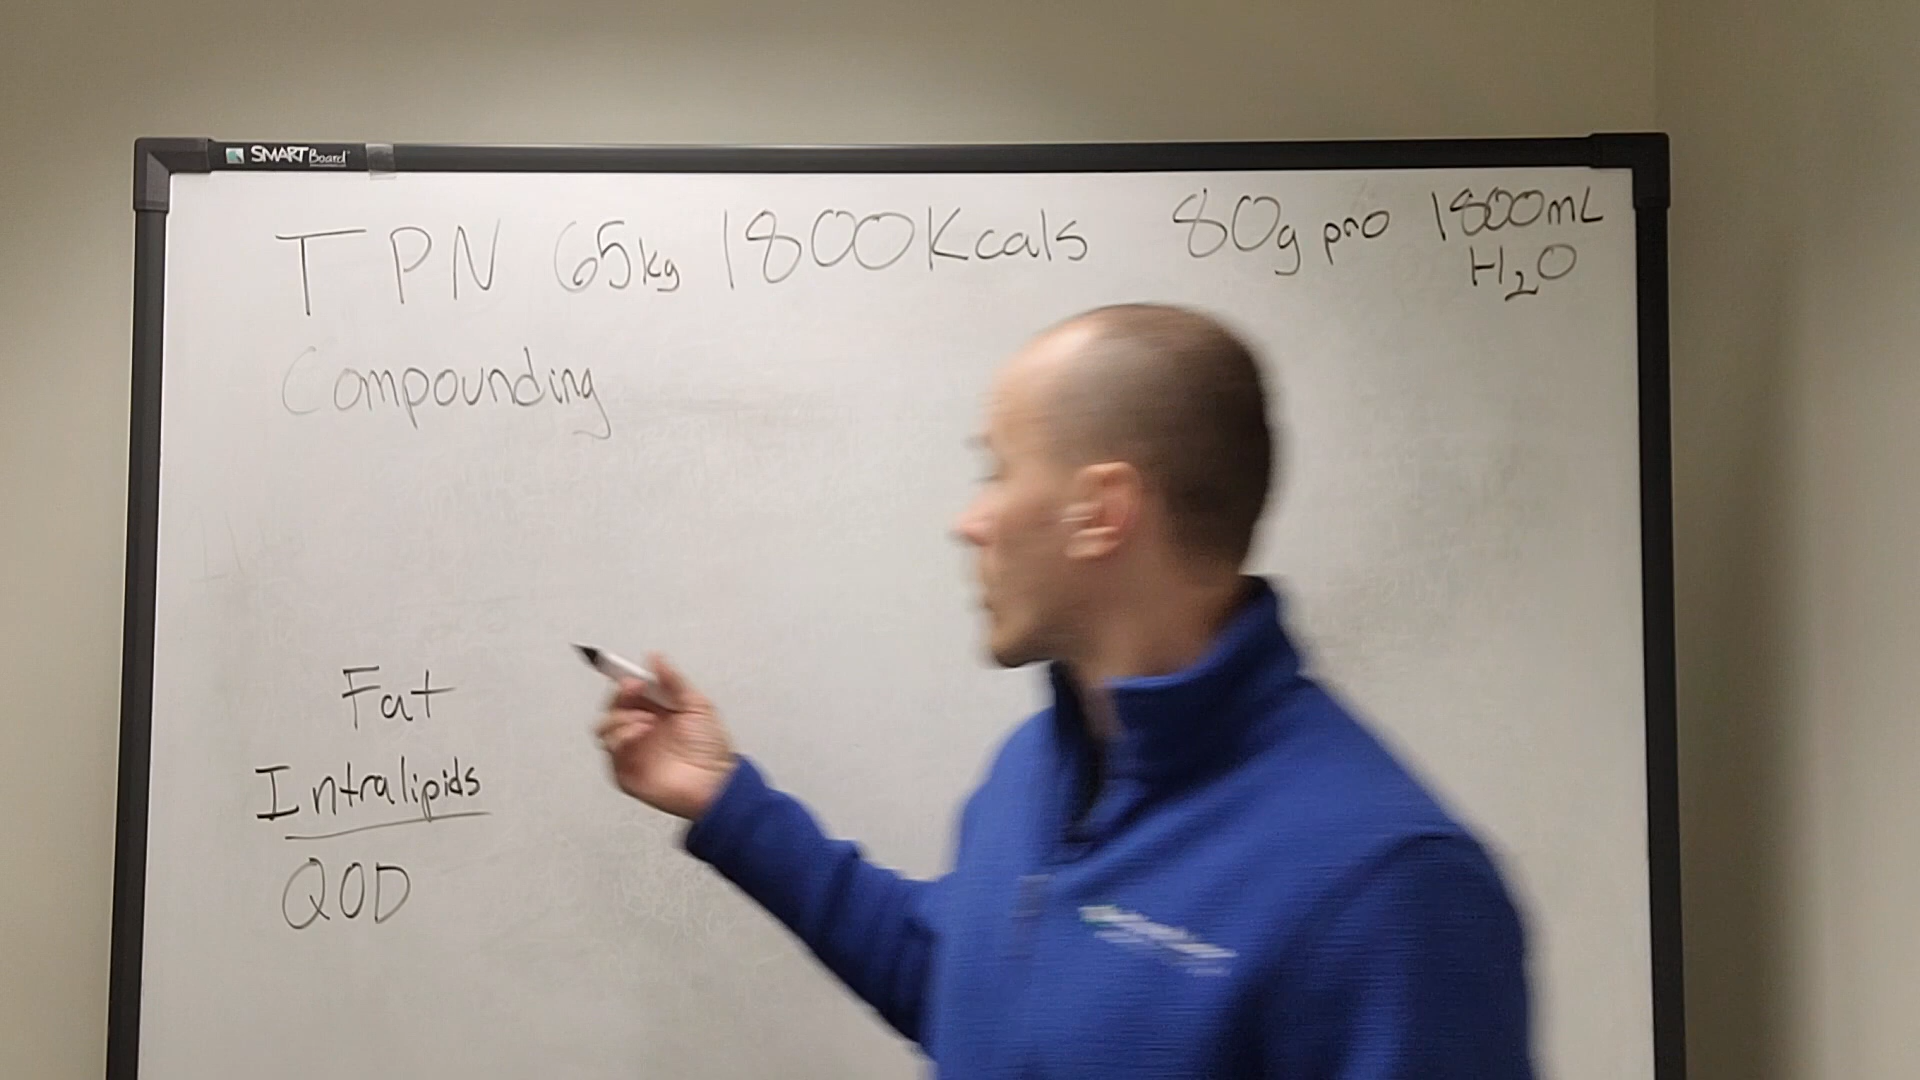 SMART Board
TPN 65kg 1800Kcals 80g pro 1800mL
H₂O
Compounding
Fat
Intralipids
QOD